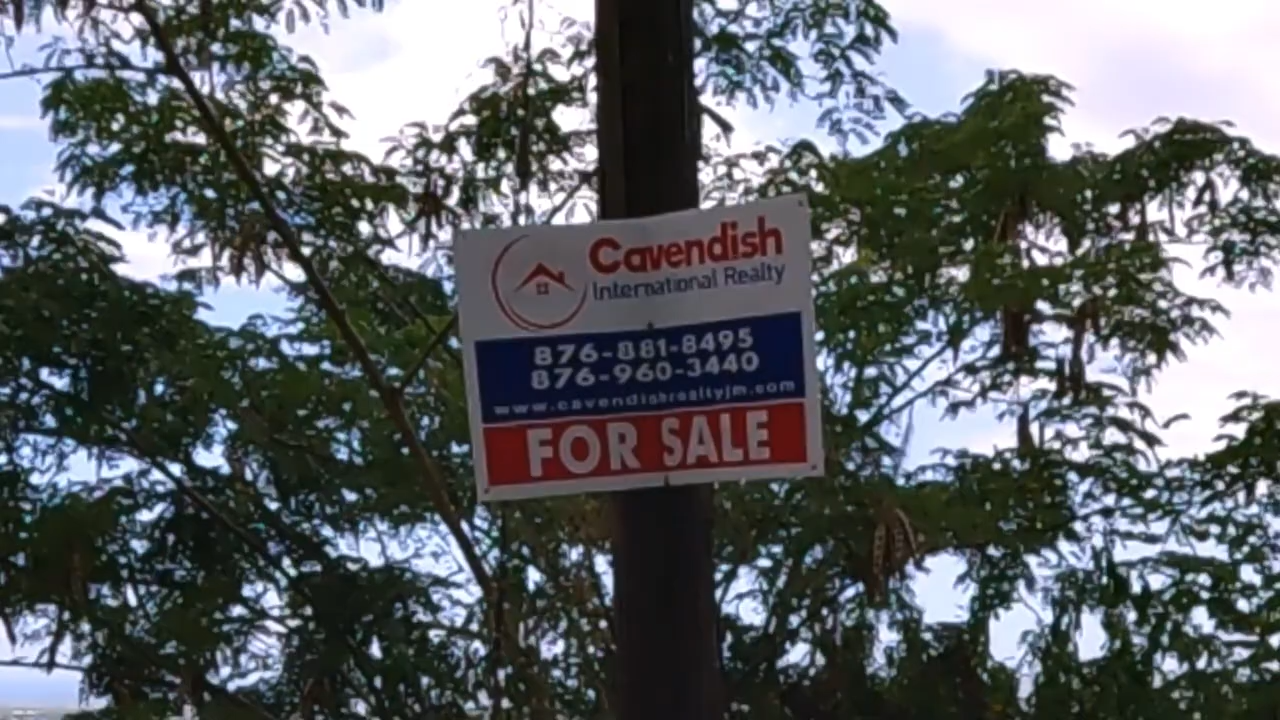 Cavendish
International Realty
876-881-8495
876-960-3440
www.cavendishrealtyjm.com
FOR SALE